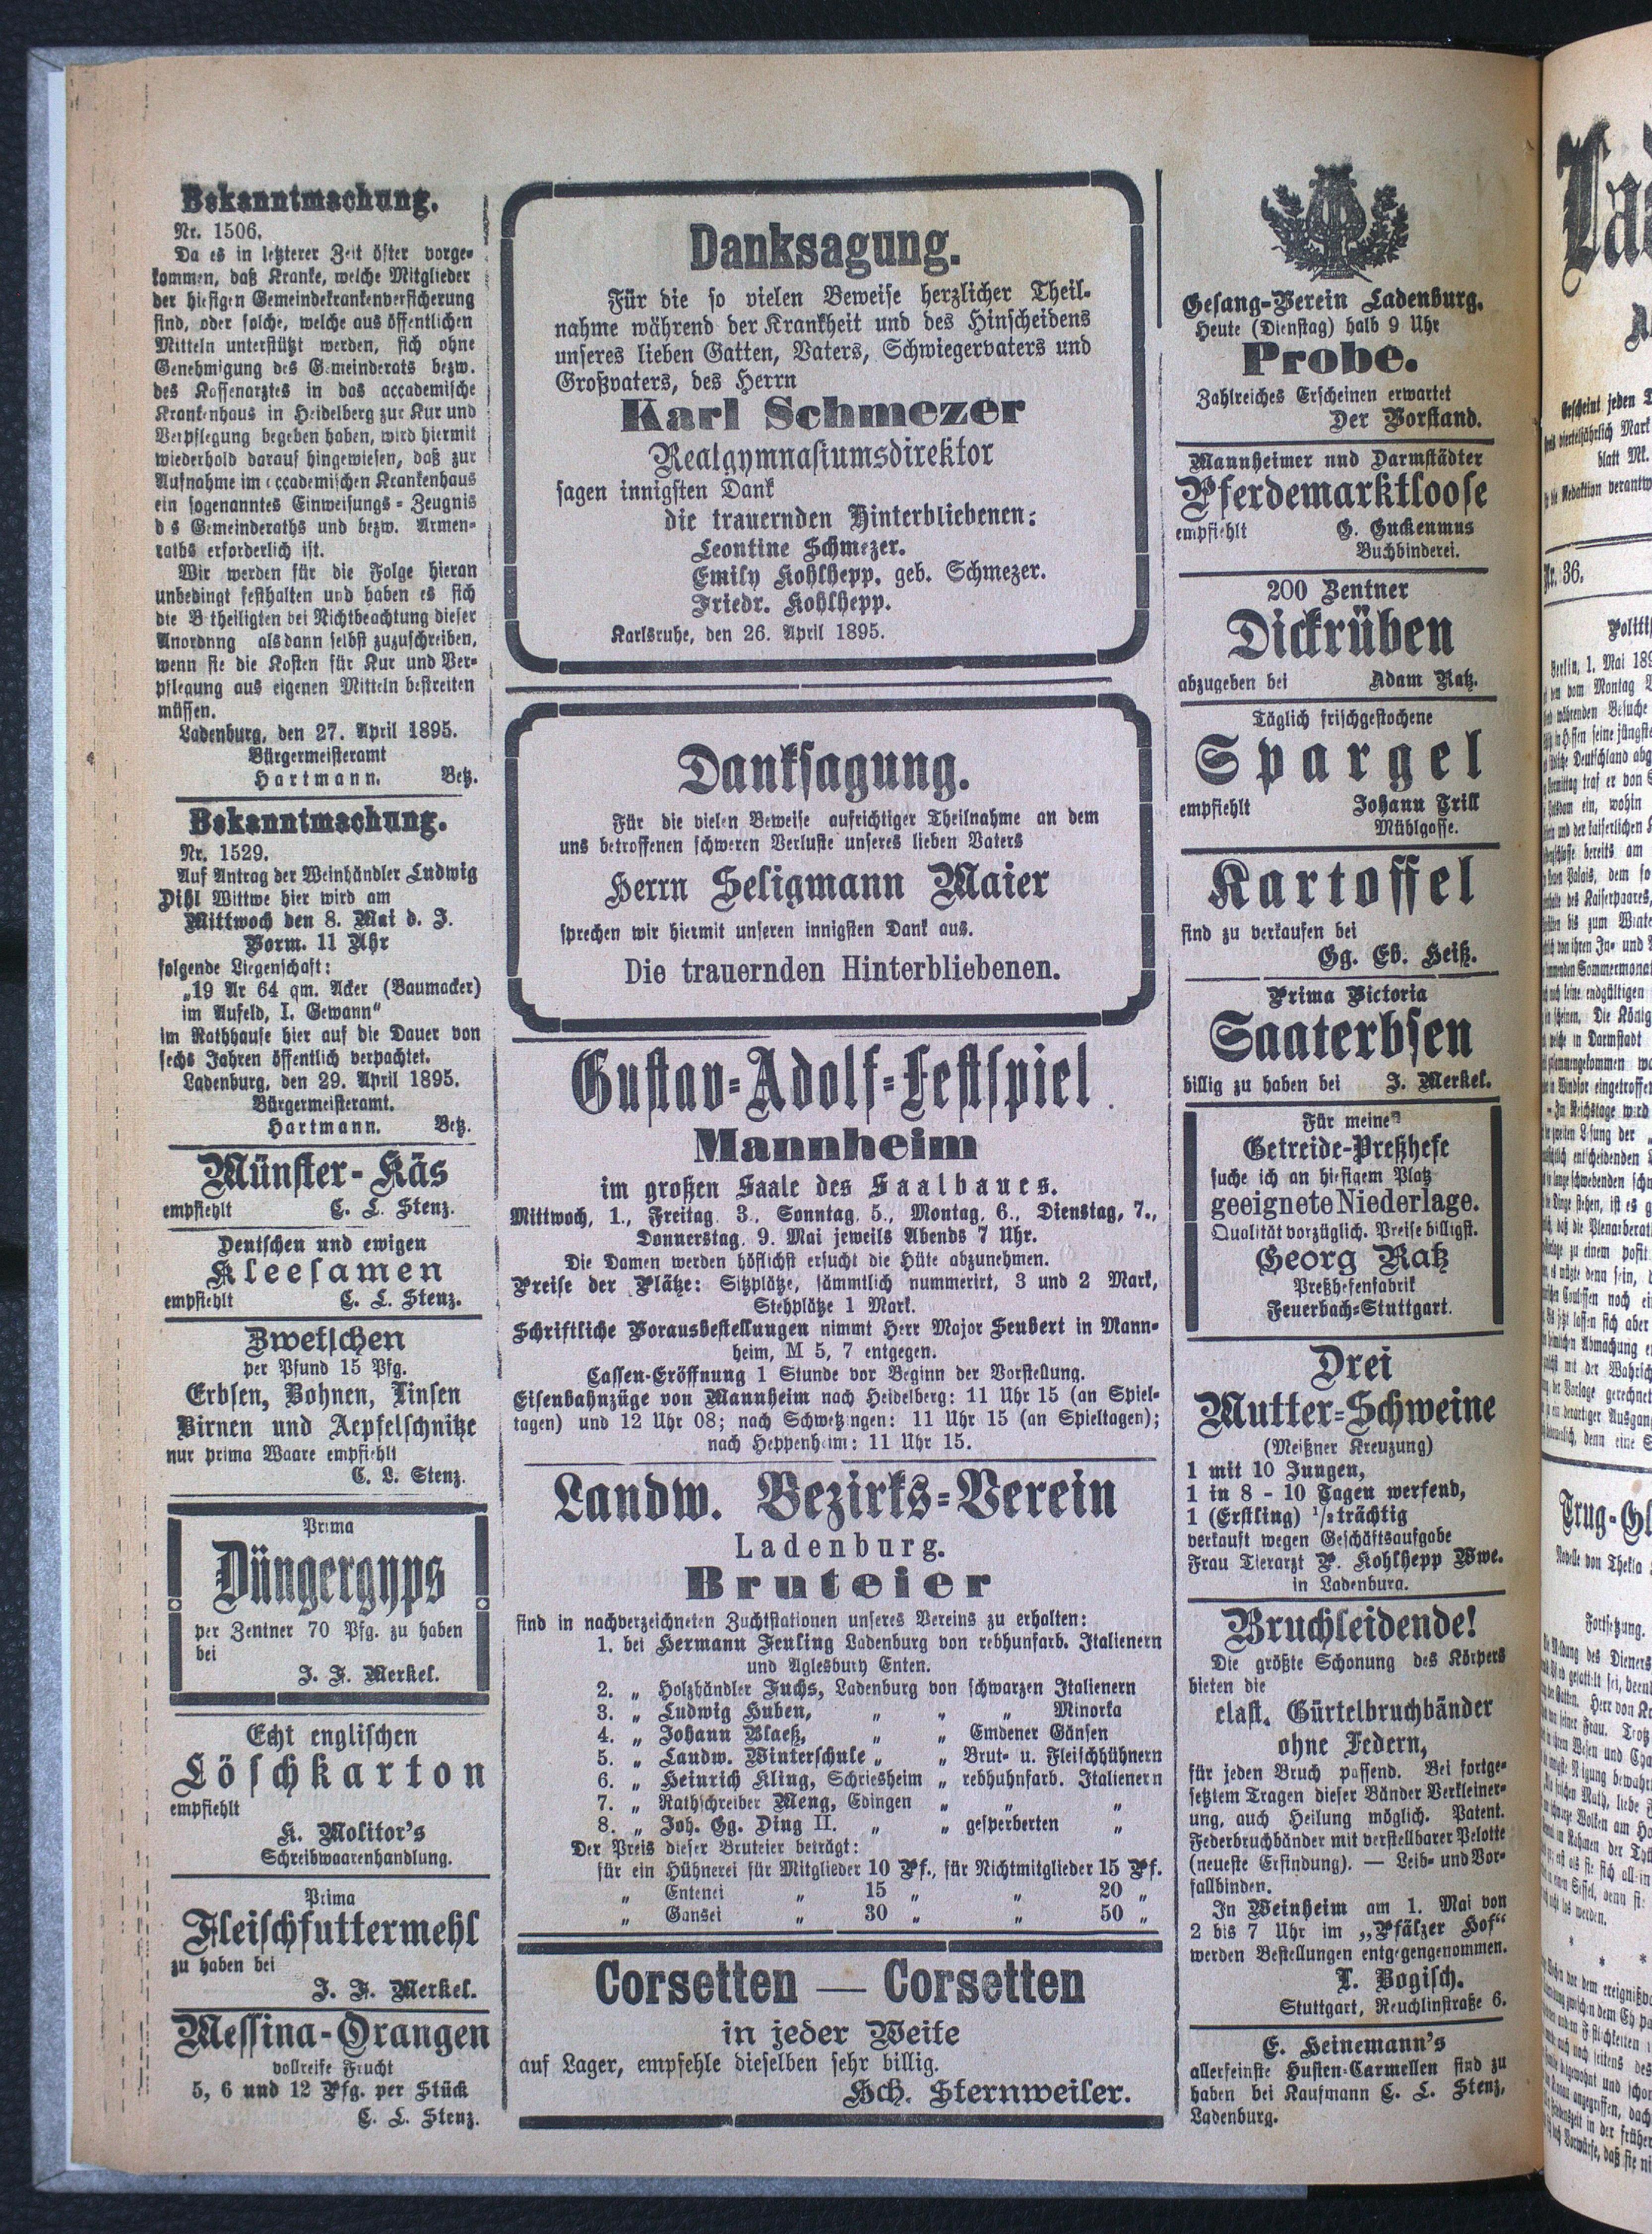 Bekanntmachung.
Nr. 1506.
Da es in letzterer Zeit öfter vorge-
kommen, daß Kranke, welche Mitglieder
der hiesigen Gemeindekrankenversicherung
sind, oder solche, welche aus öffentlichen
Mitteln unterstützt werden, sich ohne
Genehmigung des Gemeinderats bezw.
des Kassenarztes in das accademische
Krankenhaus in Heidelberg zur Kur und
Verpflegung begeben haben, wird hiermit
wiederhold darauf hingewiesen, daß zur
Aufnahme im accademischen Krankenhaus
ein sogenanntes Einweisungs-Zeugnis
des Gemeinderaths und bezw. Armen-
raths erforderlich ist.
Wir werden für die Folge hieran
unbedingt festhalten und haben es sich
die Betheiligten bei Nichtbeachtung dieser
Anordnng alsdann selbst zuzuschreiben,
wenn sie die Kosten für Kur und Ver-
pflegung aus eigenen Mitteln bestreiten
müssen.
Ladenburg, den 27. April 1895.
Bürgermeisteramt
Hartmann. Betz.
Bekanntmachung.
Nr. 1529.
Auf Antrag der Weinhändler Ludwig
Dihl Wittwe hier wird am
Mittwoch den 8. Mai d. J.
Vorm. 11 Uhr
folgende Liegenschaft:
„19 Ar 64 qm. Acker (Baumacker)
im Aufeld, I. Gewann“
im Rathhause hier auf die Dauer von
sechs Jahren öffentlich verpachtet.
Ladenburg, den 29. April 1895.
Bürgermeisteramt.
Hartmann. Betz.
Münster-Käs
empfiehlt C. L. Stenz.
Deutschen und ewigen
Kleesamen
empfiehlt C. L. Stenz.
Zwetschen
per Pfund 15 Pfg.
Erbsen, Bohnen, Linsen
Birnen und Aepfelschnitze
nur prima Waare empfiehlt
C. L. Stenz.
Prima
Düngergyps
per Zentner 70 Pfg. zu haben
bei
J. F. Merkel.
Echt englischen
Löschkarton
empfiehlt
K. Molitor's
Schreibwaarenhandlung.
Prima
Fleischfuttermehl
zu haben bei
J. F. Merkel.
Messina-Orangen
vollreife Frucht
5, 6 und 12 Pfg. per Stück
C. L. Stenz.
Danksagung.
Für die so vielen Beweise herzlicher Theil-
nahme während der Krankheit und des Hinscheidens
unseres lieben Gatten, Vaters, Schwiegervaters und
Großvaters, des Herrn
Karl Schmezer
Realgymnasiumsdirektor
sagen innigsten Dank
die trauernden Hinterbliebenen:
Leontine Schmezer.
Emily Kohlhepp, geb. Schmezer.
Friedr. Kohlhepp.
Karlsruhe, den 26. April 1895.
Danksagung.
Für die vielen Beweise aufrichtiger Theilnahme an dem
uns betroffenen schweren Verluste unseres lieben Vaters
Herrn Seligmann Maier
sprechen wir hiermit unseren innigsten Dank aus.
Die trauernden Hinterbliebenen.
Gustav-Adolf-Festspiel
Mannheim
im großen Saale des Saalbaues.
Mittwoch, 1., Freitag 3., Sonntag, 5., Montag, 6., Dienstag, 7.,
Donnerstag, 9. Mai jeweils Abends 7 Uhr.
Die Damen werden höflichst ersucht die Hüte abzunehmen.
Preise der Plätze: Sitzplätze, sämmtlich nummerirt, 3 und 2 Mark,
Stehplätze 1 Mark.
Schriftliche Vorausbestellungen nimmt Herr Major Seubert in Mann-
heim, M 5, 7 entgegen.
Cassen-Eröffnung 1 Stunde vor Beginn der Vorstellung.
Eisenbahnzüge von Mannheim nach Heidelberg: 11 Uhr 15 (an Spiel-
tagen) und 12 Uhr 08; nach Schwetzingen: 11 Uhr 15 (an Spieltagen);
nach Heppenheim: 11 Uhr 15.
Landw. Bezirks-Verein
Ladenburg.
Bruteier
sind in nachverzeichneten Zuchtstationen unseres Vereins zu erhalten:
1. bei Hermann Feuling Ladenburg von rebhunfarb. Italienern
und Aglesbury Enten.
2. „ Holzhändler Fuchs, Ladenburg von schwarzen Italienern
3. „ Ludwig Huben, „ „ „ Minorka
4. „ Johann Blaeß, „ „ Emdener Gänsen
5. „ Landw. Winterschule „ „ Brut- u. Fleischhühnern
6. „ Heinrich Kling, Schriesheim „ rebhuhnfarb. Italienern
7. „ Rathschreiber Meng, Edingen „ „ „
8. „ Joh. Gg. Ding II. „ „ gesperberten „
Der Preis dieser Bruteier beträgt:
für ein Hühnerei für Mitglieder 10 Pf., für Nichtmitglieder 15 Pf.
„ Entenei „ 15 „ „ 20 „
„ Gansei „ 30 „ „ 50 „
Corsetten — Corsetten
in jeder Weite
auf Lager, empfehle dieselben sehr billig.
Hch. Sternweiler.
Gesang-Verein Ladenburg.
Heute (Dienstag) halb 9 Uhr
Probe.
Zahlreiches Erscheinen erwartet
Der Vorstand.
Mannheimer und Darmstädter
Pferdemarktloose
empfiehlt G. Guckenmus
Buchbinderei.
200 Zentner
Dickrüben
abzugeben bei Adam Katz.
Täglich frischgestochene
Spargel
empfiehlt Johann Trill
Mühlgasse.
Kartoffel
sind zu verkaufen bei
Gg. Eb. Heiß.
Prima Victoria
Saaterbsen
billig zu haben bei J. Merkel.
Für meine
Getreide-Preßhefe
suche ich an hiesigem Platz
geeignete Niederlage.
Qualität vorzüglich. Preise billigst.
Georg Katz
Preßhefenfabrik
Feuerbach-Stuttgart.
Drei
Mutter-Schweine
(Meißner Kreuzung)
1 mit 10 Jungen,
1 in 8 - 10 Tagen werfend,
1 (Erstling) 1/2 trächtig
verkauft wegen Geschäftsaufgabe
Frau Tierarzt P. Kohlhepp Wwe.
in Ladenburg.
Bruchleidende!
Die größte Schonung des Körpers
bieten die
elast. Gürtelbruchbänder
ohne Federn,
für jeden Bruch passend. Bei fortge-
setztem Tragen dieser Bänder Verkleiner-
ung, auch Heilung möglich. Patent.
Federbruchbänder mit verstellbarer Pelotte
(neueste Erfindung). — Leib- und Vor-
fallbinden.
In Weinheim am 1. Mai von
2 bis 7 Uhr im „Pfälzer Hof“
werden Bestellungen entgegengenommen.
L. Bogisch.
Stuttgart, Reuchlinstraße 6.
E. Heinemann's
allerfeinste Husten-Carmellen sind zu
haben bei Kaufmann C. L. Stenz,
Ladenburg.
Nr. 36.
Berlin, 1. Mai
Novelle von Thekla
Fortsetzung.